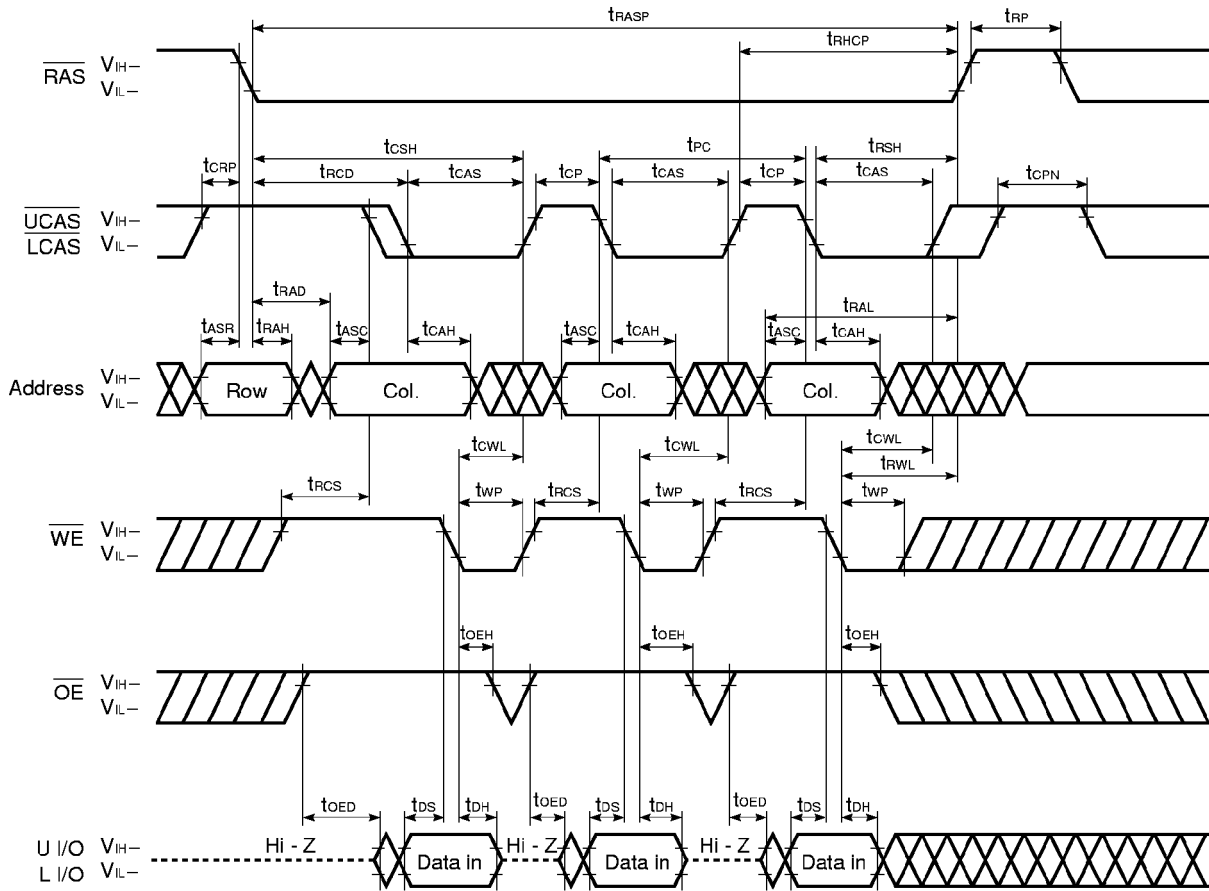 tRASP
tRP
tRHCP
RAS VIH–
VIL–
tCSH
tPC
tRSH
tCRP
tRCD
tCAS
tCP
tCAS
tCP
tCAS
tCPN
UCAS VIH–
LCAS VIL–
tRAD
tRAL
tASR
tRAH
tASC
tCAH
tASC
tCAH
tASC
tCAH
Address VIH–
VIL–
Row
Col.
Col.
Col.
tCWL
tCWL
tCWL
tRWL
tRCS
tWP
tRCS
tWP
tRCS
tWP
WE VIH–
VIL–
tOEH
tOEH
tOEH
OE VIH–
VIL–
tOED
tDS
tDH
tOED
tDS
tDH
tOED
tDS
tDH
Hi - Z
Hi - Z
Hi - Z
U I/O VIH–
L I/O VIL–
Data in
Data in
Data in